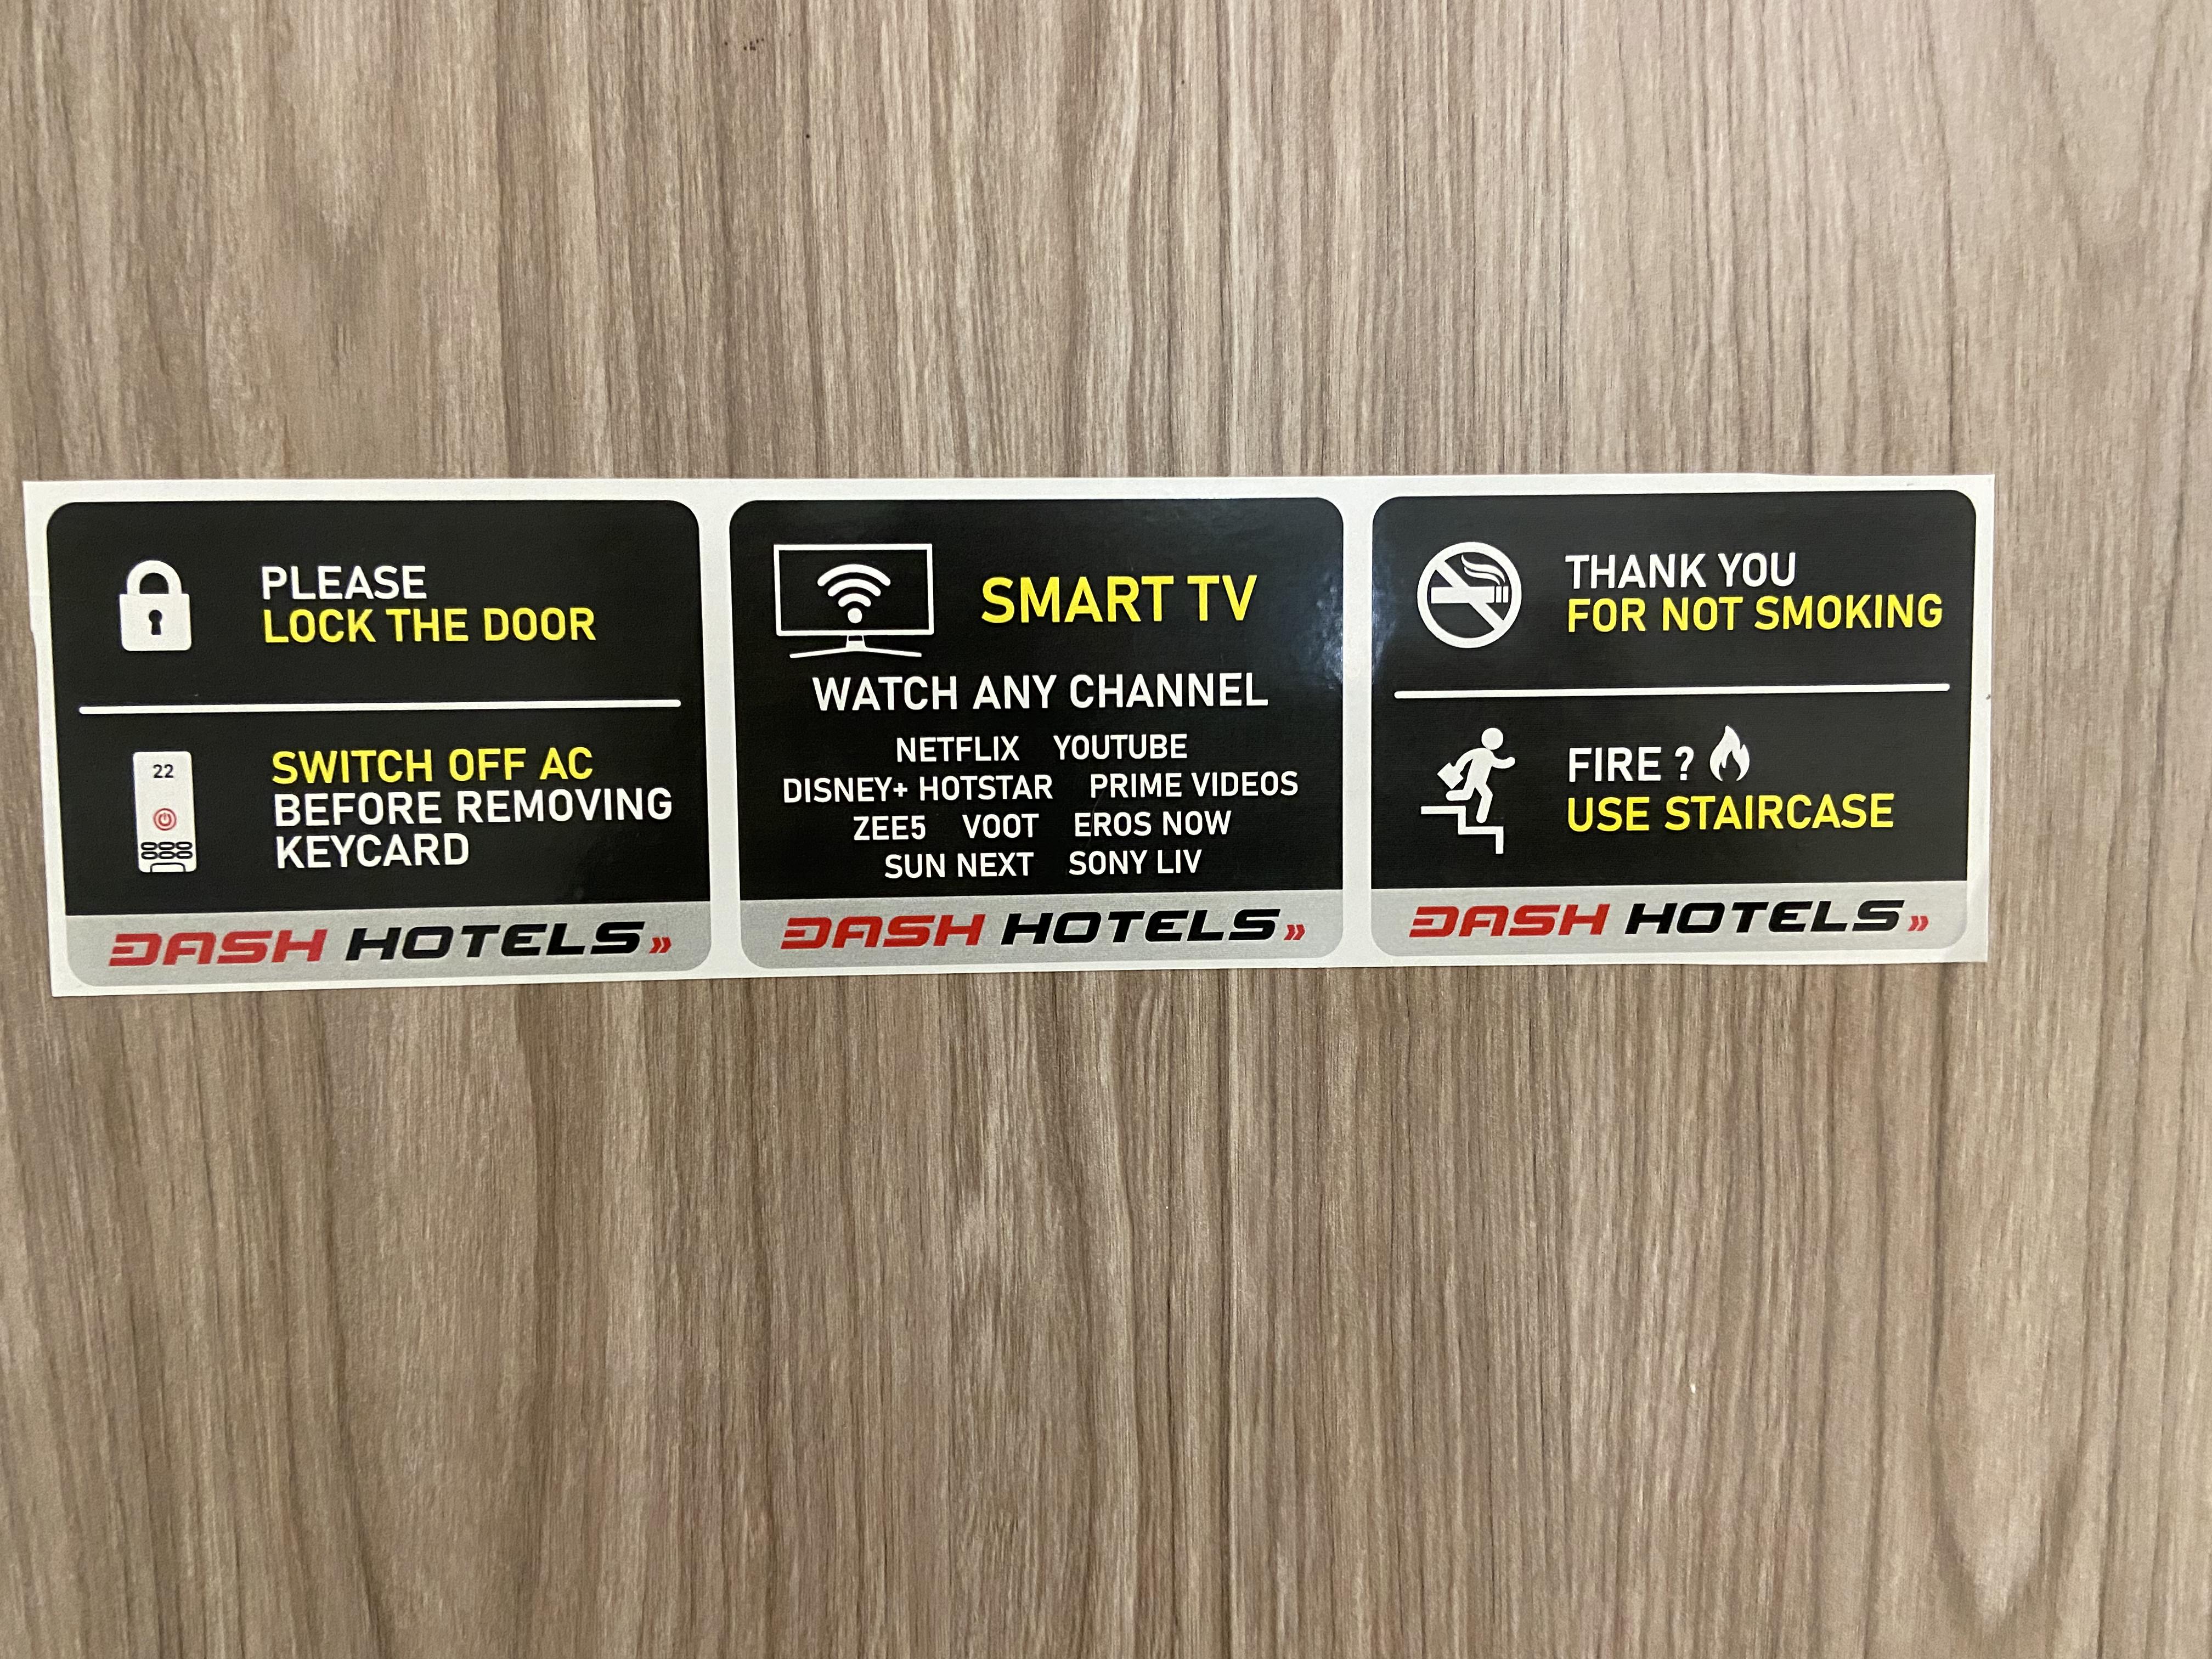 PLEASE
LOCK THE DOOR
22
SWITCH OFF AC
BEFORE REMOVING
KEYCARD
DASH HOTELS
SMART TV
WATCH ANY CHANNEL
NETFLIX YOUTUBE
DISNEY+ HOTSTAR PRIME VIDEOS
ZEE5 VOOT EROS NOW
SUN NEXT SONY LIV
DASH HOTELS
THANK YOU
FOR NOT SMOKING
FIRE ?
USE STAIRCASE
DASH HOTELS